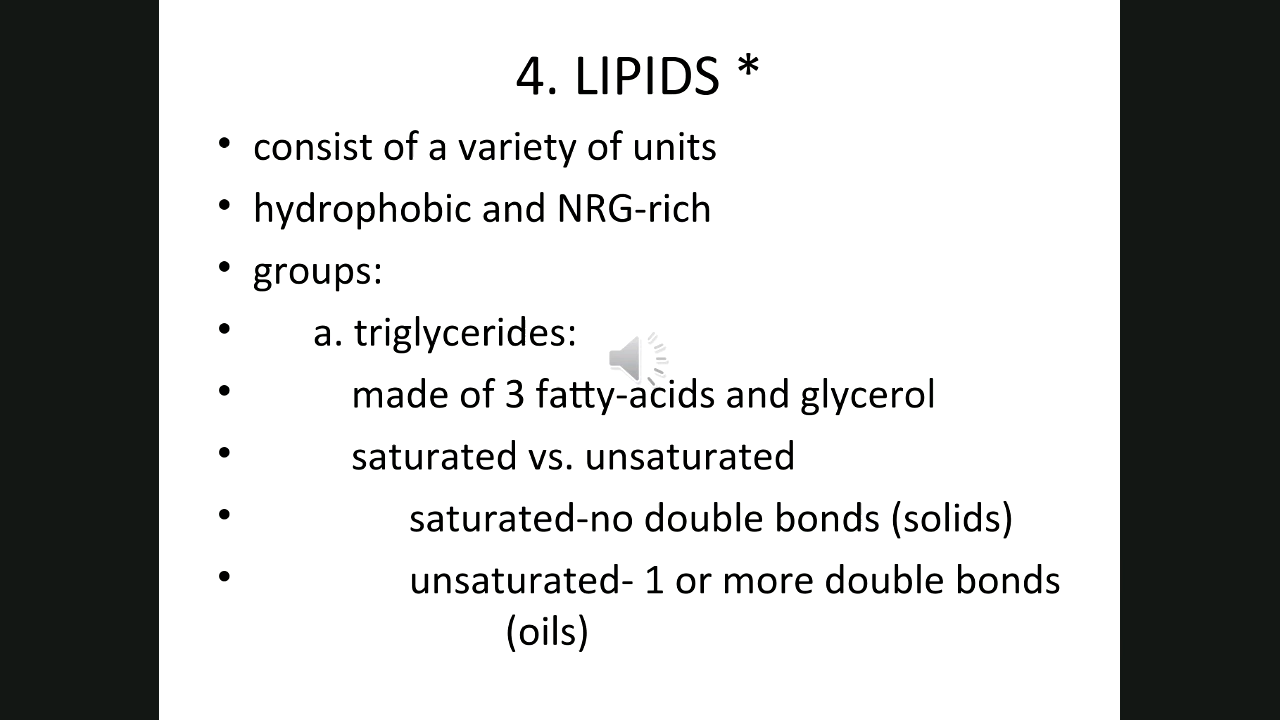 4. LIPIDS *
• consist of a variety of units
• hydrophobic and NRG-rich
• groups:
• a. triglycerides:
• made of 3 fatty-acids and glycerol
• saturated vs. unsaturated
• saturated-no double bonds (solids)
• unsaturated- 1 or more double bonds
(oils)